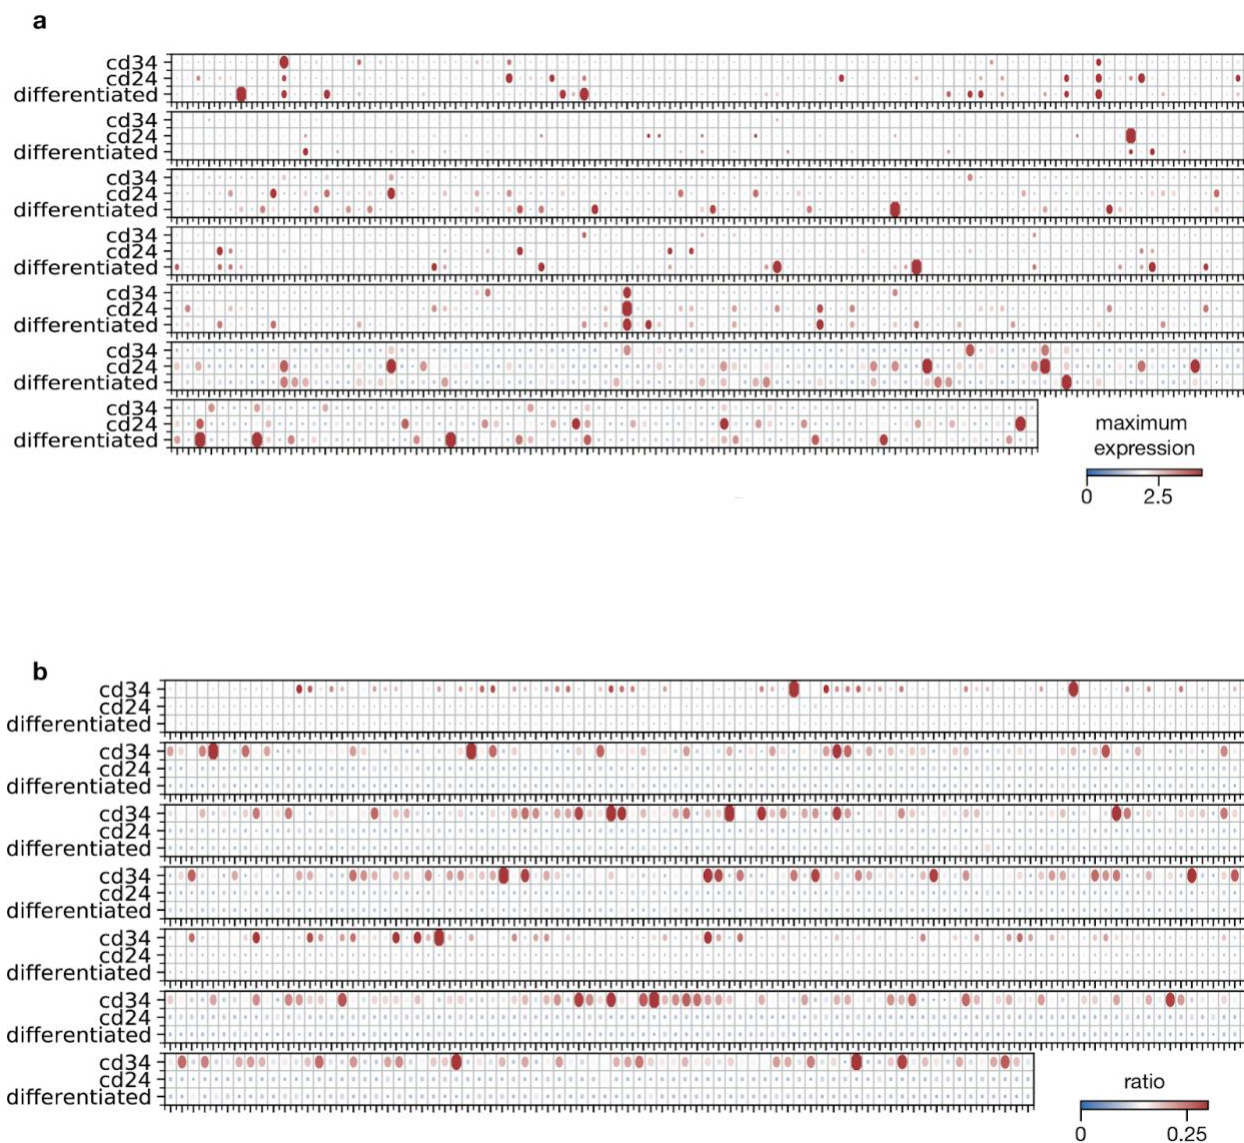 a
cd34
cd24
differentiated
cd34
cd24
differentiated
cd34
cd24
differentiated
cd34
cd24
differentiated
cd34
cd24
differentiated
cd34
cd24
differentiated
cd34
cd24
differentiated
maximum
expression
0 2.5
b
cd34
cd24
differentiated
cd34
cd24
differentiated
cd34
cd24
differentiated
cd34
cd24
differentiated
cd34
cd24
differentiated
cd34
cd24
differentiated
cd34
cd24
differentiated
ratio
0 0.25